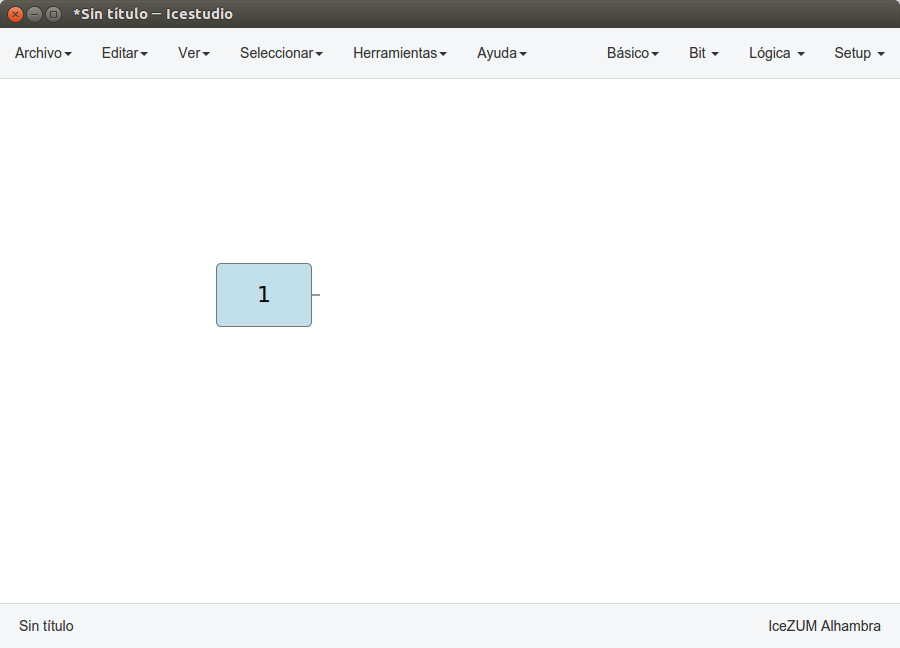 *Sin título — Icestudio
Archivo Editar Ver Seleccionar Herramientas Ayuda Básico Bit Lógica Setup
1
Sin título IceZUM Alhambra